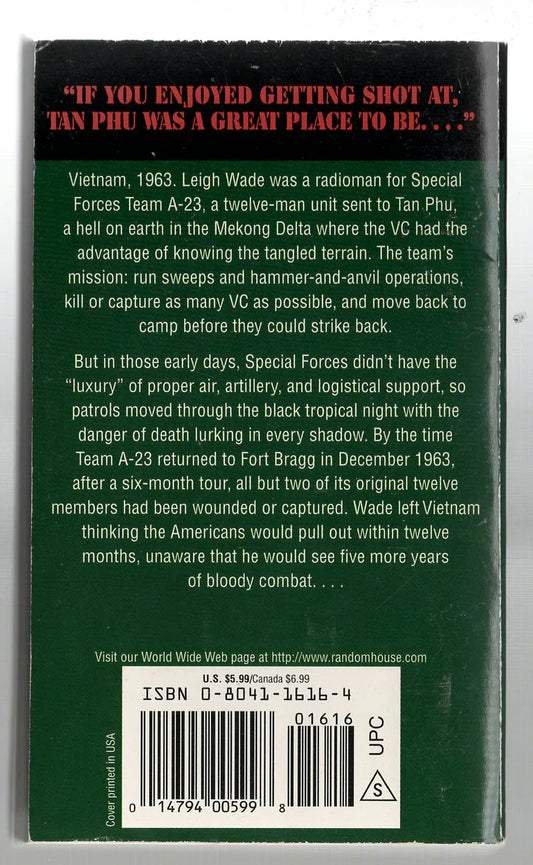 “IF YOU ENJOYED GETTING SHOT AT,
TAN PHU WAS A GREAT PLACE TO BE. . . .”
Vietnam, 1963. Leigh Wade was a radioman for Special
Forces Team A-23, a twelve-man unit sent to Tan Phu,
a hell on earth in the Mekong Delta where the VC had the
advantage of knowing the tangled terrain. The team’s
mission: run sweeps and hammer-and-anvil operations,
kill or capture as many VC as possible, and move back to
camp before they could strike back.
But in those early days, Special Forces didn’t have the
“luxury” of proper air, artillery, and logistical support, so
patrols moved through the black tropical night with the
danger of death lurking in every shadow. By the time
Team A-23 returned to Fort Bragg in December 1963,
after a six-month tour, all but two of its original twelve
members had been wounded or captured. Wade left Vietnam
thinking the Americans would pull out within twelve
months, unaware that he would see five more years
of bloody combat. . . .
Visit our World Wide Web page at http://www.randomhouse.com
U.S. $5.99/Canada $6.99
ISBN 0-8041-1616-4
01616
0 14794 00599 8
S
UPC
Cover printed in USA